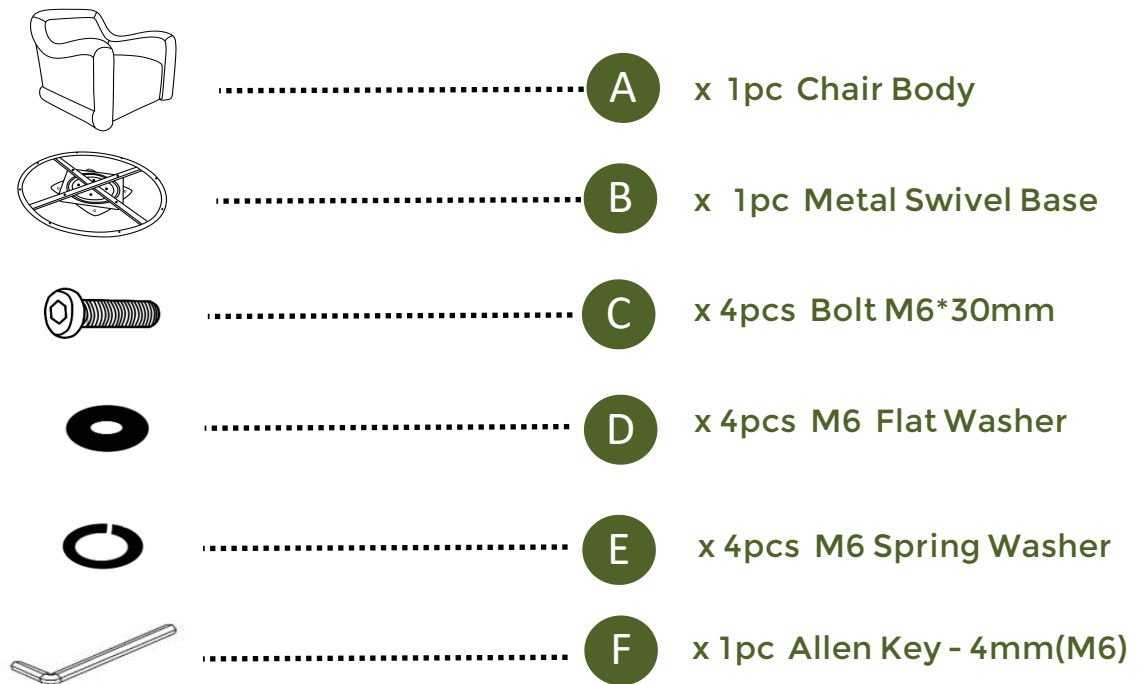 A x 1pc Chair Body
B x 1pc Metal Swivel Base
C x 4pcs Bolt M6*30mm
D x 4pcs M6 Flat Washer
E x 4pcs M6 Spring Washer
F x 1pc Allen Key - 4mm(M6)